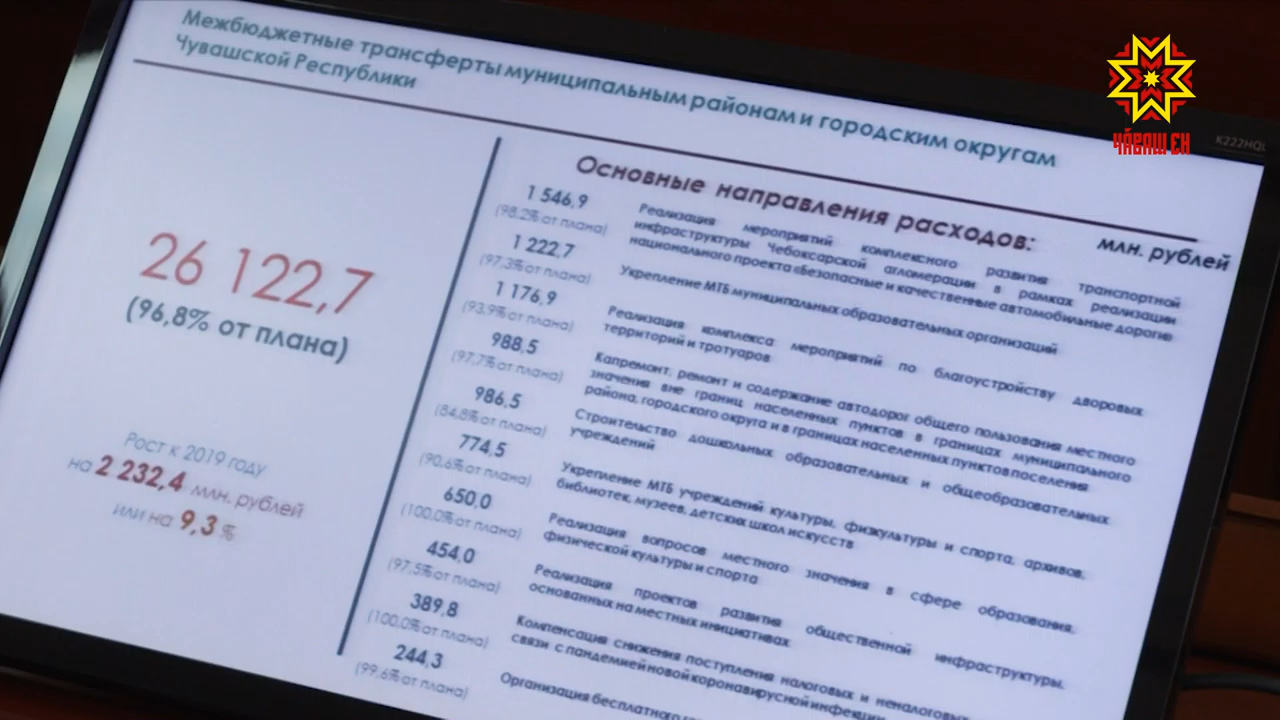 Межбюджетные трансферты муниципальным районам и городским округам
Чувашской Республики
ЧӐВАШ ЕН
K222HQL
26 122,7
(96,8% от плана)
Рост к 2019 году
на 2 232,4 млн. рублей
или на 9,3 %
Основные направления расходов:
млн. рублей
1 546,9
(98,2% от плана)
Реализация мероприятий комплексного развития транспортной
инфраструктуры Чебоксарской агломерации в рамках реализации
национального проекта «Безопасные и качественные автомобильные дороги»
1 222,7
(97,3% от плана)
Укрепление МТБ муниципальных образовательных организаций
1 176,9
(93,9% от плана)
Реализация комплекса мероприятий по благоустройству дворовых
территорий и тротуаров
988,5
(97,7% от плана)
Капремонт, ремонт и содержание автодорог общего пользования местного
значения вне границ населенных пунктов в границах муниципального
района, городского округа и в границах населенных пунктов поселения
986,5
(84,8% от плана)
Строительство дошкольных образовательных и общеобразовательных
учреждений
774,5
(90,6% от плана)
Укрепление МТБ учреждений культуры, физкультуры и спорта, архивов,
библиотек, музеев, детских школ искусств
650,0
(100,0% от плана)
Реализация вопросов местного значения в сфере образования,
физической культуры и спорта
454,0
(97,5% от плана)
Реализация проектов развития общественной инфраструктуры,
основанных на местных инициативах
389,8
(100,0% от плана)
Компенсация снижения поступления налоговых и неналоговых
связи с пандемией новой коронавирусной инфекции
244,3
(99,6% от плана)
Организация бесплатного